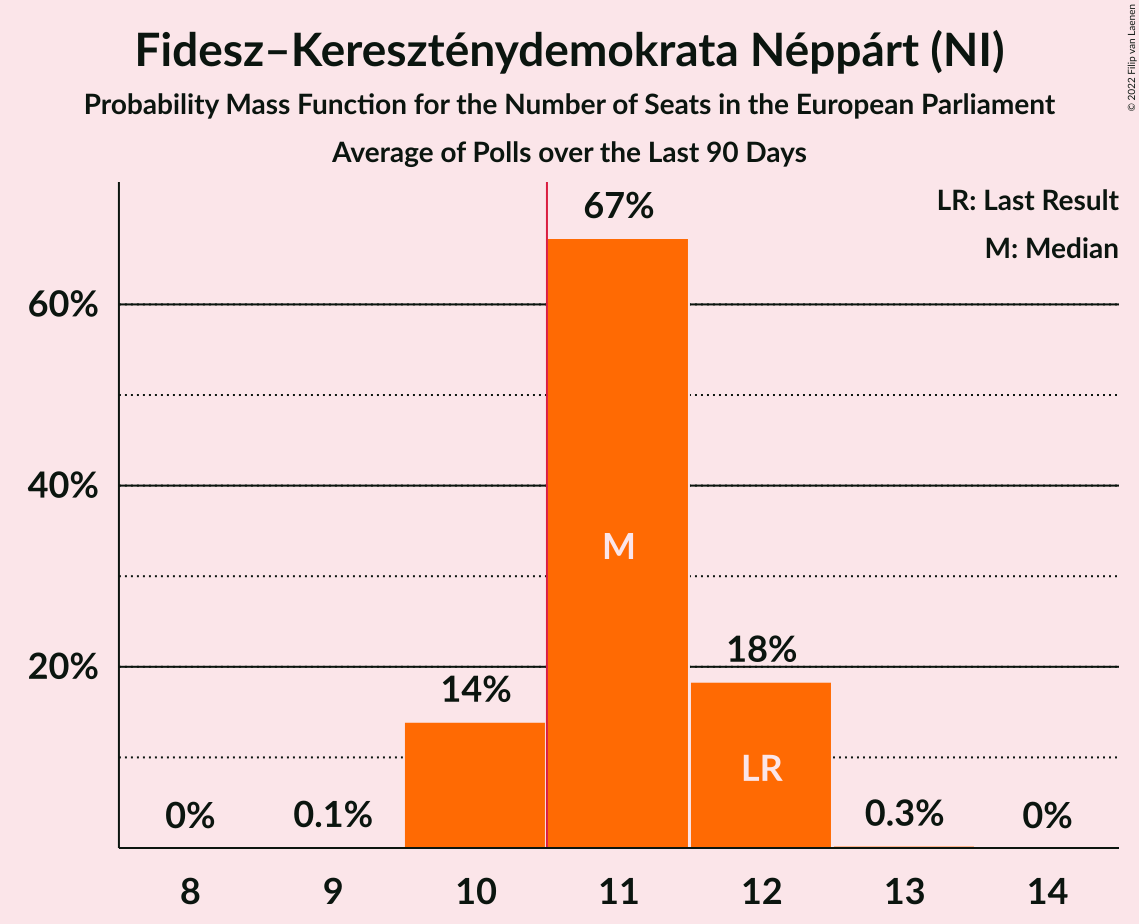 Fidesz–Kereszténydemokrata Néppárt (NI)
Probability Mass Function for the Number of Seats in the European Parliament
Average of Polls over the Last 90 Days
© 2022 Filip van Laenen
LR: Last Result
M: Median
67%
60%
40%
M
18%
20%
14%
LR
0%
0.1%
0.3%
0%
8 9 10 11 12 13 14